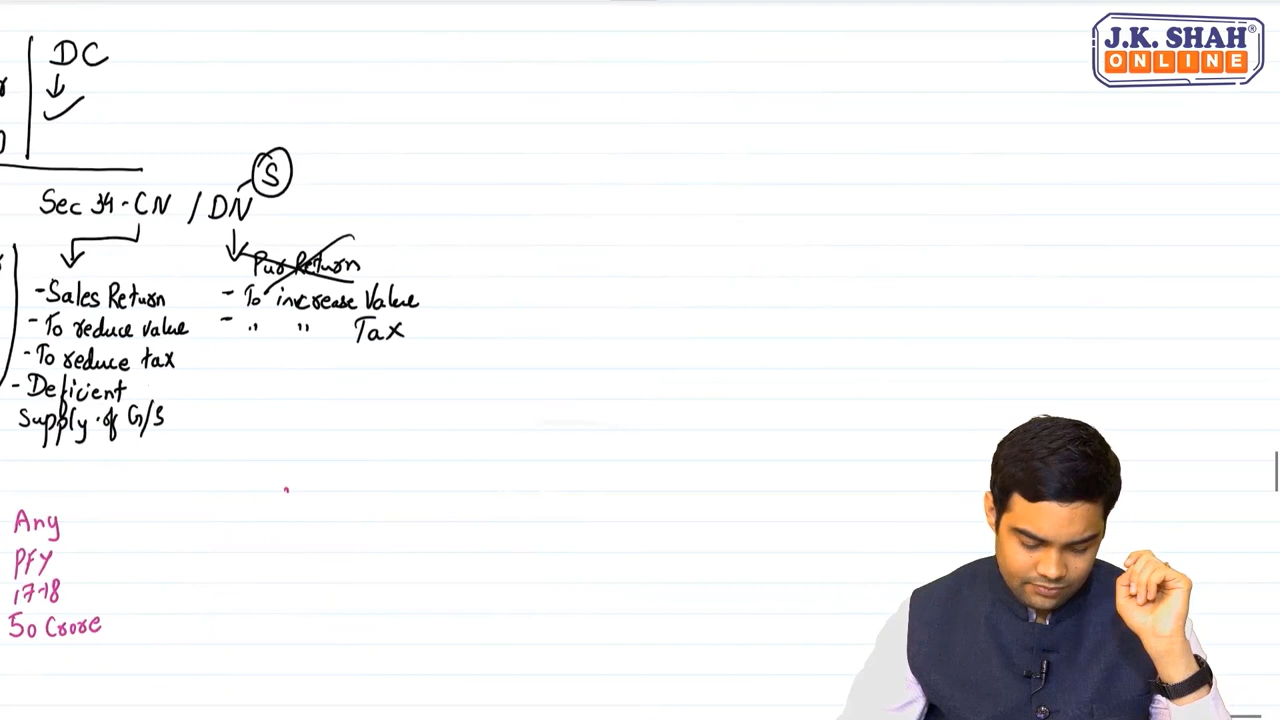 J.K. SHAH®
ONLINE
DC
S
Sec 34 - CN / DN
Pur Return
- Sales Return
- To increase Value
- To reduce value
- " " Tax
- To reduce tax
- Deficient
Supply of G/S
Any
PFY
17-18
50 Crore